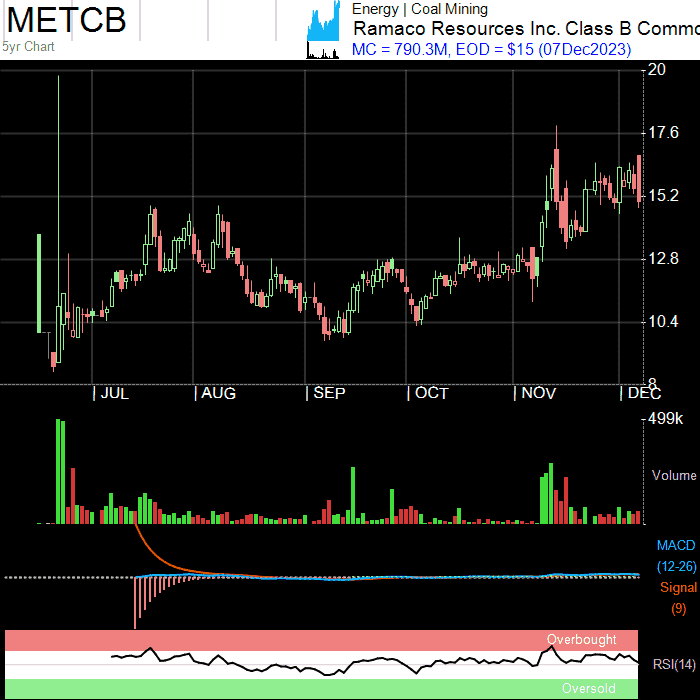 METCB
5yr Chart
Energy | Coal Mining
Ramaco Resources Inc. Class B Commo
MC = 790.3M, EOD = $15 (07Dec2023)
20
17.6
15.2
12.8
10.4
8
JUL AUG SEP OCT NOV DEC
499k
Volume
MACD
(12-26)
Signal
(9)
Overbought
RSI(14)
Oversold